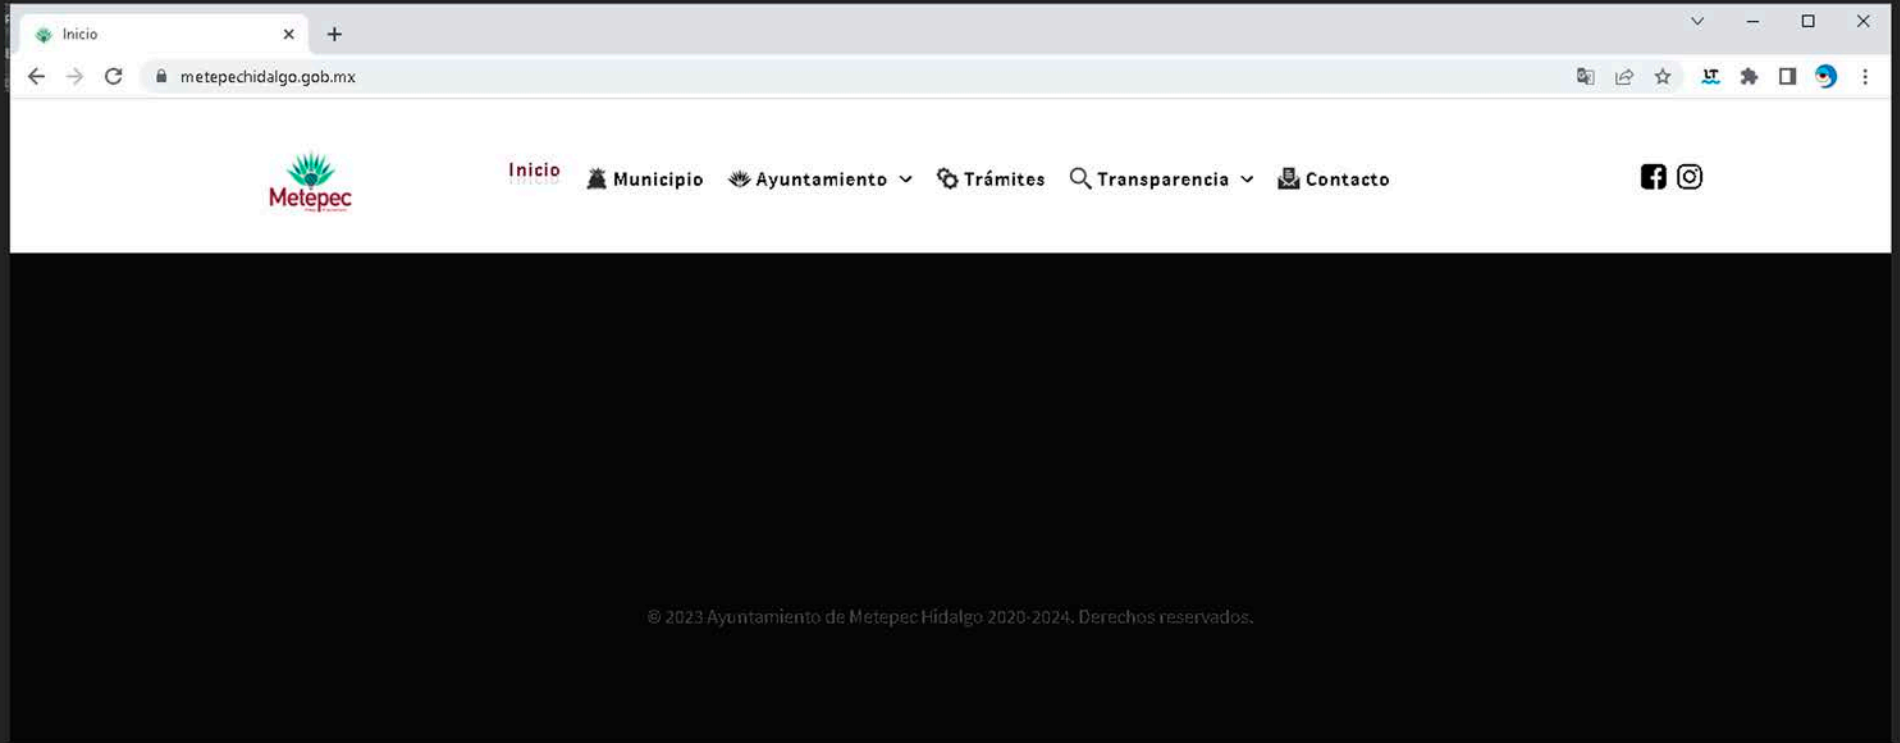 Inicio
metepechidalgo.gob.mx
LT
Metepec
Inicio
Municipio
Ayuntamiento
Trámites
Transparencia
Contacto
© 2023 Ayuntamiento de Metepec Hidalgo 2020-2024. Derechos reservados.